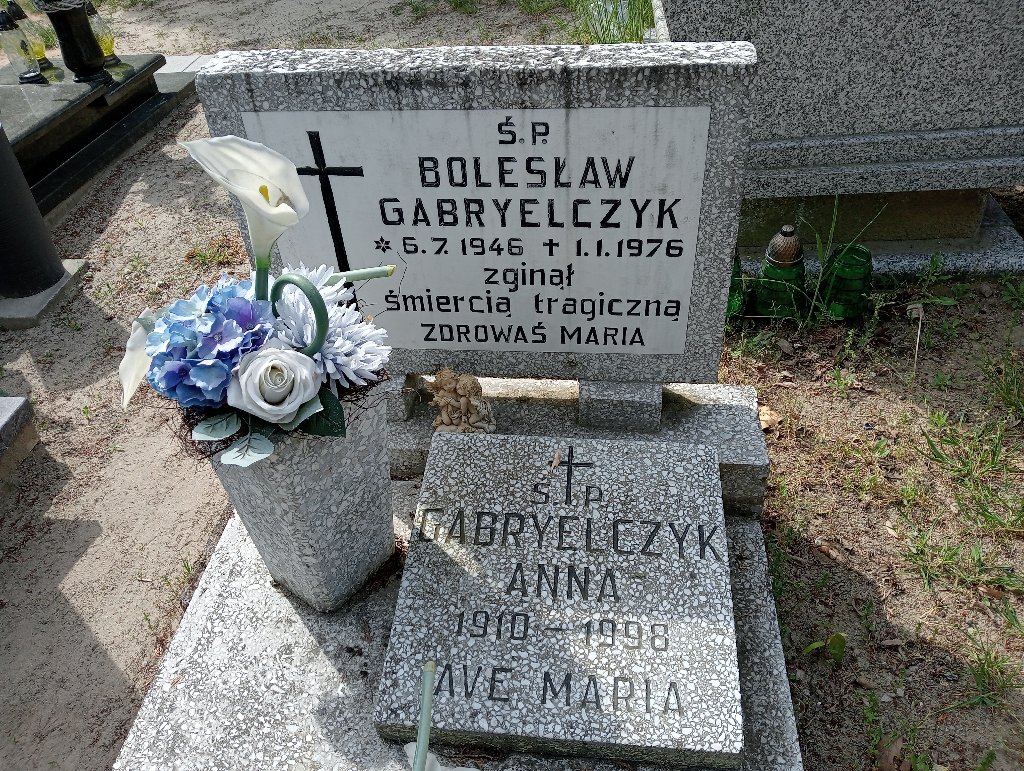 Ś.P.
BOLESŁAW
GABRYELCZYK
* 6.7.1946 ✝ 1.1.1976
zginął
śmiercią tragiczną
ZDROWAŚ MARIA
Ś P
GABRYELCZYK
ANNA
1910 – 1998
AVE MARIA